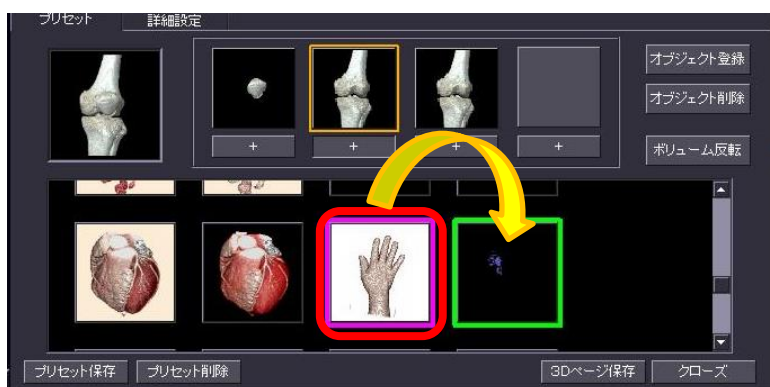 プリセット 詳細設定
オブジェクト登録
オブジェクト削除
+ + + +
ボリューム反転
プリセット保存 プリセット削除 3Dページ保存 クローズ